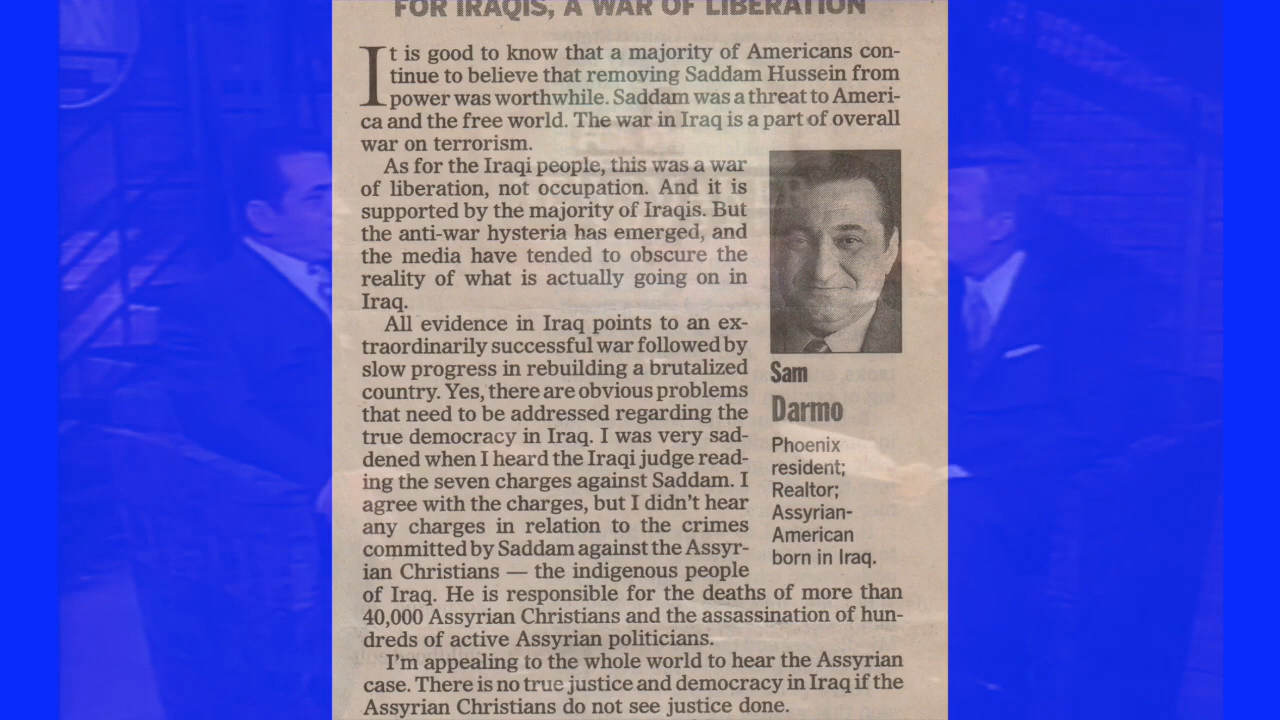 FOR IRAQIS, A WAR OF LIBERATION
It is good to know that a majority of Americans con-
tinue to believe that removing Saddam Hussein from
power was worthwhile. Saddam was a threat to Ameri-
ca and the free world. The war in Iraq is a part of overall
war on terrorism.
As for the Iraqi people, this was a war
of liberation, not occupation. And it is
supported by the majority of Iraqis. But
the anti-war hysteria has emerged, and
the media have tended to obscure the
reality of what is actually going on in
Iraq.
All evidence in Iraq points to an ex-
traordinarily successful war followed by
slow progress in rebuilding a brutalized
country. Yes, there are obvious problems
that need to be addressed regarding the
true democracy in Iraq. I was very sad-
dened when I heard the Iraqi judge read-
ing the seven charges against Saddam. I
agree with the charges, but I didn't hear
any charges in relation to the crimes
committed by Saddam against the Assyr-
ian Christians — the indigenous people
of Iraq. He is responsible for the deaths of more than
40,000 Assyrian Christians and the assassination of hun-
dreds of active Assyrian politicians.
I'm appealing to the whole world to hear the Assyrian
case. There is no true justice and democracy in Iraq if the
Assyrian Christians do not see justice done.
Sam
Darmo
Phoenix
resident;
Realtor;
Assyrian-
American
born in Iraq.